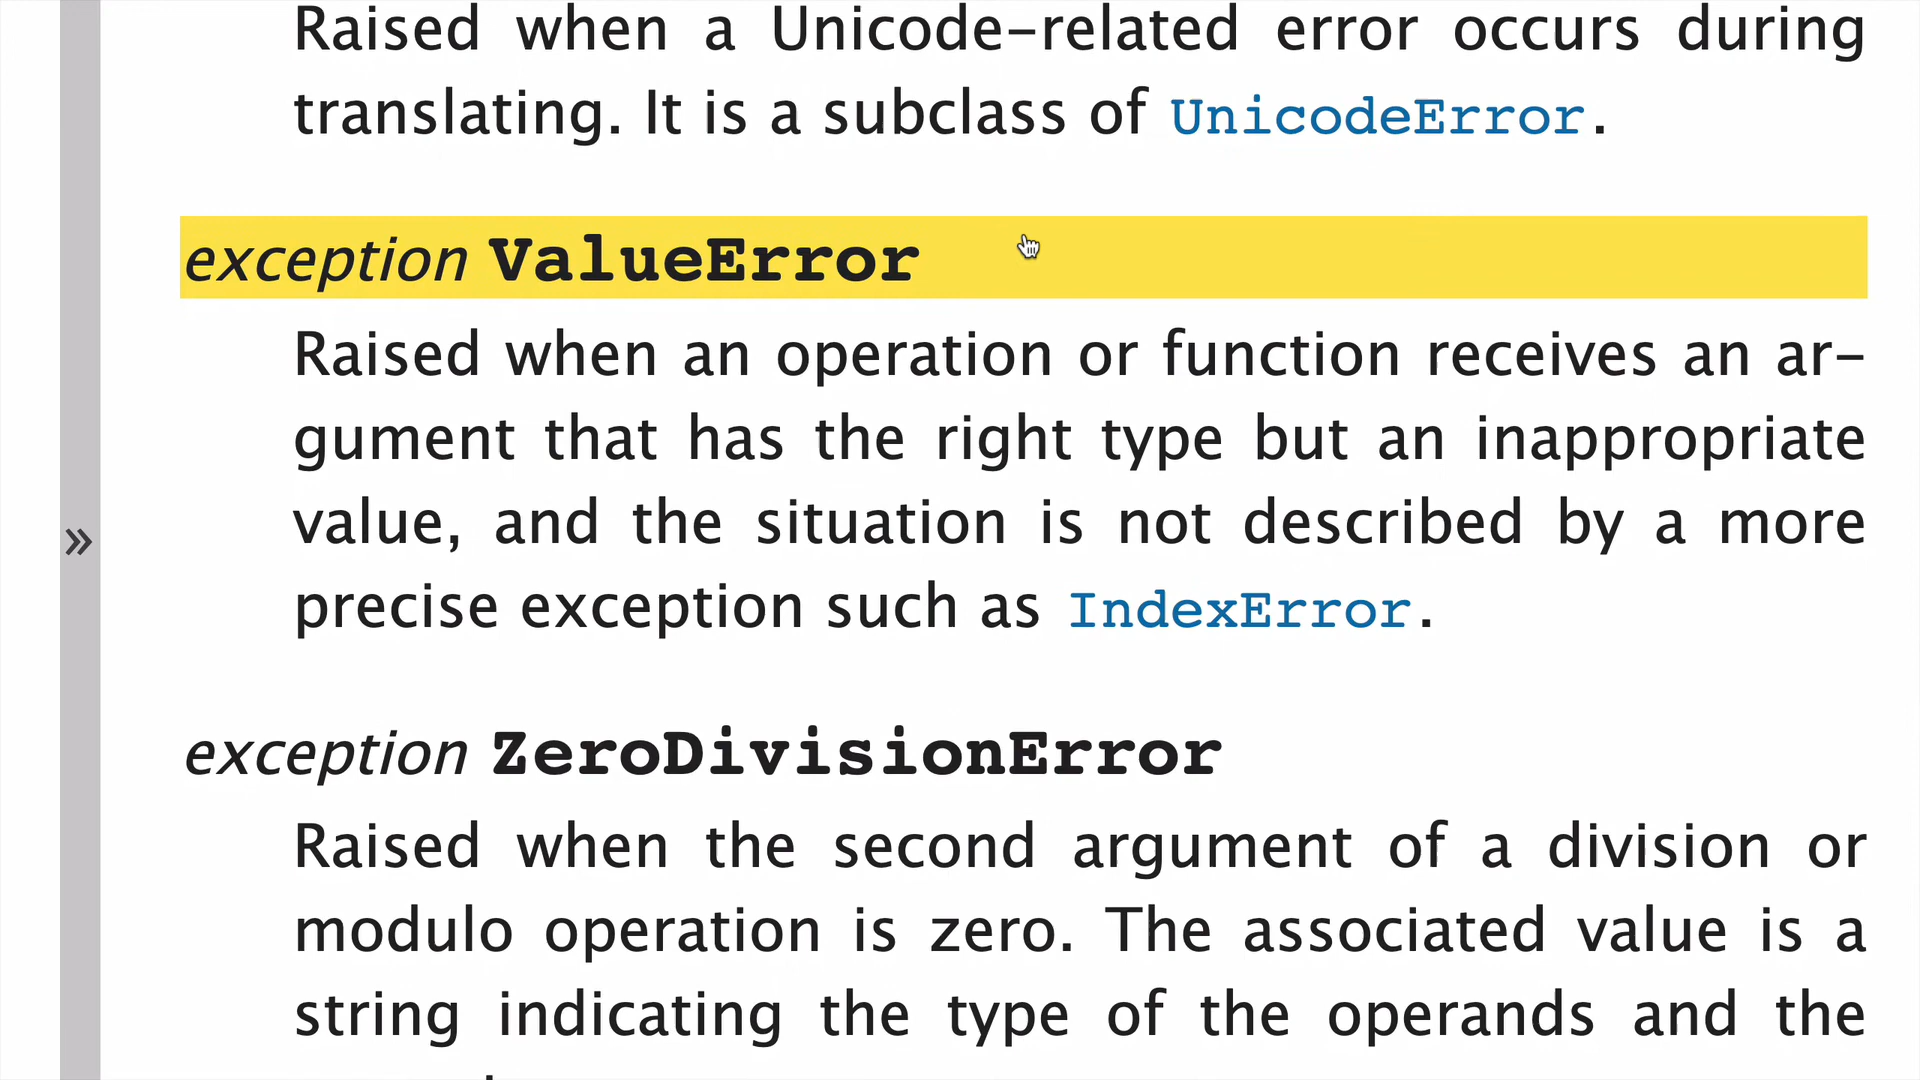 Raised when a Unicode-related error occurs during
translating. It is a subclass of UnicodeError.
exception ValueError
Raised when an operation or function receives an ar-
gument that has the right type but an inappropriate
value, and the situation is not described by a more
precise exception such as IndexError.
»
exception ZeroDivisionError
Raised when the second argument of a division or
modulo operation is zero. The associated value is a
string indicating the type of the operands and the